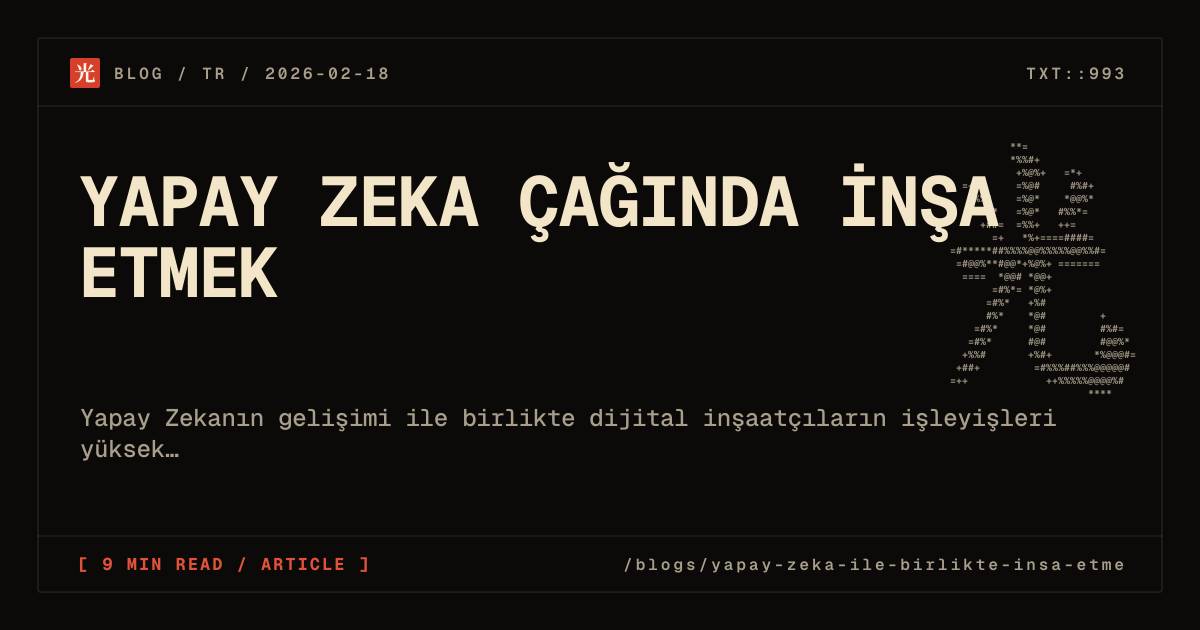 光 BLOG / TR / 2026-02-18
TXT::993
YAPAY ZEKA ÇAĞINDA İNŞA
ETMEK
Yapay Zekanın gelişimi ile birlikte dijital inşaatçıların işleyişleri
yüksek…
[ 9 MIN READ / ARTICLE ]
/blogs/yapay-zeka-ile-birlikte-insa-etme